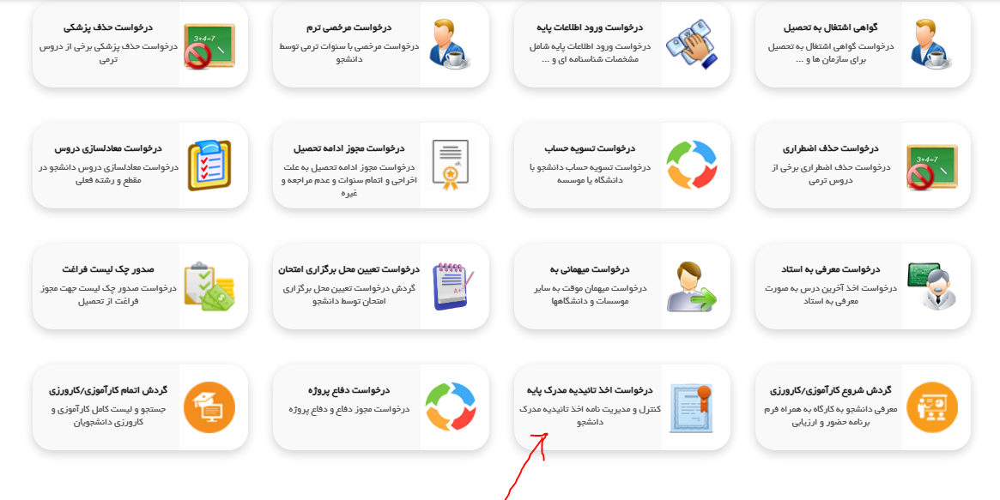 گواهی اشتغال به تحصیل
درخواست گواهی اشتغال به تحصیل
برای سازمان ها و ...
درخواست ورود اطلاعات پایه
درخواست ورود اطلاعات پایه شامل
مشخصات شناسنامه ای و ...
درخواست مرخصی ترم
درخواست مرخصی با سنوات ترمی توسط
دانشجو
درخواست حذف پزشکی
درخواست حذف پزشکی برخی از دروس
ترمی
3+4=7
درخواست حذف اضطراری
درخواست حذف اضطراری برخی از
دروس ترمی
3+4=7
درخواست تسویه حساب
درخواست تسویه حساب دانشجو با
دانشگاه یا موسسه
درخواست مجوز ادامه تحصیل
درخواست مجوز ادامه تحصیل به علت
اخراجی و اتمام سنوات و عدم مراجعه و
غیره
درخواست معادلسازی دروس
درخواست معادلسازی دروس دانشجو در
مقطع و رشته فعلی
درخواست معرفی به استاد
درخواست اخذ آخرین درس به صورت
معرفی به استاد
درخواست میهمانی به
درخواست میهمان موقت به سایر
موسسات و دانشگاهها
درخواست تعیین محل برگزاری امتحان
گردش درخواست تعیین محل برگزاری
امتحان توسط دانشجو
A+
صدور چک لیست فراغت
درخواست صدور چک لیست جهت مجوز
فراغت از تحصیل
گردش شروع کارآموزی/کارورزی
معرفی دانشجو به کارگاه به همراه فرم
برنامه حضور و ارزیابی
درخواست اخذ تائیدیه مدرک پایه
کنترل و مدیریت نامه اخذ تائیدیه مدرک
دانشجو
درخواست دفاع پروژه
درخواست مجوز دفاع و دفاع پروژه
گردش اتمام کارآموزی/کارورزی
جستجو و لیست کامل کارآموزی و
کارورزی دانشجویان